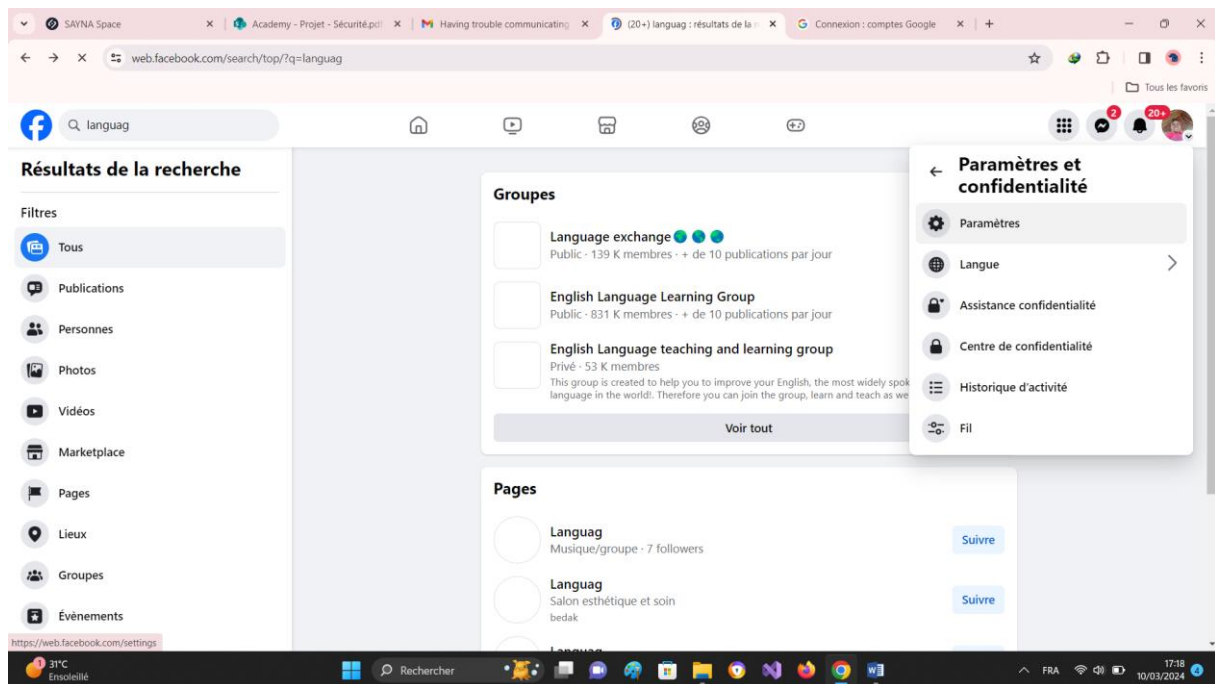 SAYNA Space
Academy - Projet - Sécurité.pd
Having trouble communicating
(20+) languag : résultats de la
Connexion : comptes Google
web.facebook.com/search/top/?q=languag
Tous les favoris
languag
2
20+
Résultats de la recherche
Filtres
Tous
Publications
Personnes
Photos
Vidéos
Marketplace
Pages
Lieux
Groupes
Évènements
Groupes
Language exchange
Public · 139 K membres · + de 10 publications par jour
English Language Learning Group
Public · 831 K membres · + de 10 publications par jour
English Language teaching and learning group
Privé · 53 K membres
This group is created to help you to improve your English, the most widely spok
language in the world!. Therefore you can join the group, learn and teach as we
Voir tout
Pages
Languag
Musique/groupe · 7 followers
Suivre
Languag
Salon esthétique et soin
bedak
Suivre
Languag
Paramètres et
confidentialité
Paramètres
Langue
Assistance confidentialité
Centre de confidentialité
Historique d'activité
Fil
https://web.facebook.com/settings
1
31°C
Ensoleillé
Rechercher
FRA
17:18
10/03/2024
4